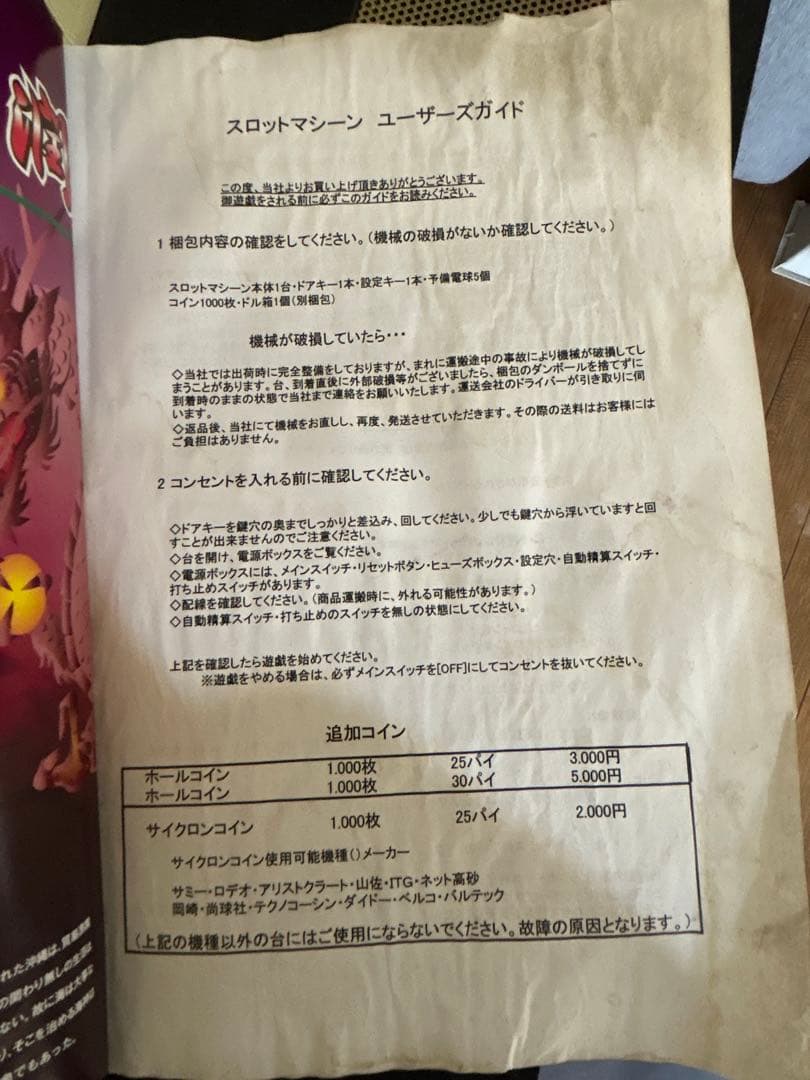 スロットマシーン ユーザーズガイド
この度、当社よりお買い上げ頂きありがとうございます。
御遊戯をされる前に必ずこのガイドをお読みください。
1 梱包内容の確認をしてください。(機械の破損がないか確認してください。)
スロットマシーン本体1台・ドアキー1本・設定キー1本・予備電球5個
コイン1000枚・ドル箱1個(別梱包)
機械が破損していたら・・・
◇当社では出荷時に完全整備をしておりますが、まれに運搬途中の事故により機械が破損してし
まうことがあります。台、到着直後に外部破損等がございましたら、梱包のダンボールを捨てずに
到着時のままの状態で当社まで連絡をお願いいたします。運送会社のドライバーが引き取りに伺
います。
◇返品後、当社にて機械をお直しし、再度、発送させていただきます。その際の送料はお客様には
ご負担はありません。
2 コンセントを入れる前に確認してください。
◇ドアキーを鍵穴の奥までしっかりと差込み、回してください。少しでも鍵穴から浮いていますと回
すことが出来ませんのでご注意ください。
◇台を開け、電源ボックスをご覧ください。
◇電源ボックスには、メインスイッチ・リセットボタン・ヒューズボックス・設定穴・自動精算スイッチ・
打ち止めスイッチがあります。
◇配線を確認してください。(商品運搬時に、外れる可能性があります。)
◇自動精算スイッチ・打ち止めのスイッチを無しの状態にしてください。
上記を確認したら遊戯を始めてください。
※遊戯をやめる場合は、必ずメインスイッチを[OFF]にしてコンセントを抜いてください。
追加コイン
ホールコイン 1.000枚 25パイ 3.000円
ホールコイン 1.000枚 30パイ 5.000円
サイクロンコイン 1.000枚 25パイ 2.000円
サイクロンコイン使用可能機種()メーカー
サミー・ロデオ・アリストクラート・山佐・ITG・ネット高砂
岡崎・尚球社・テクノコーシン・ダイドー・ベルコ・バルテック
(上記の機種以外の台にはご使用にならないでください。故障の原因となります。)
れた沖縄は、貿易
の関わり無しの生活は
ない。故に海は大事な
り、そこを治める
でもあった。